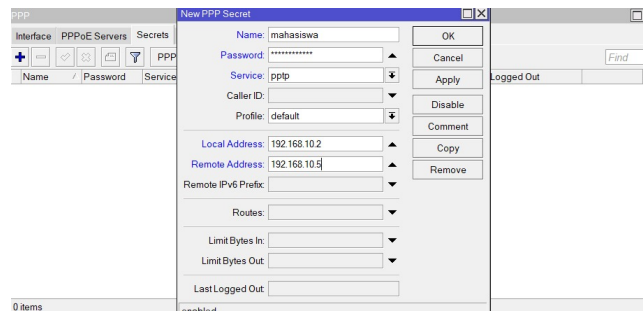 PPP
New PPP Secret
Interface PPPoE Servers Secrets
PPP
Find
Name / Password Service
Logged Out
Name: mahasiswa
Password: ************
Service: pptp
Caller ID:
Profile: default
Local Address: 192.168.10.2
Remote Address: 192.168.10.5
Remote IPv6 Prefix:
Routes:
Limit Bytes In:
Limit Bytes Out:
Last Logged Out:
OK
Cancel
Apply
Disable
Comment
Copy
Remove
0 items
enabled